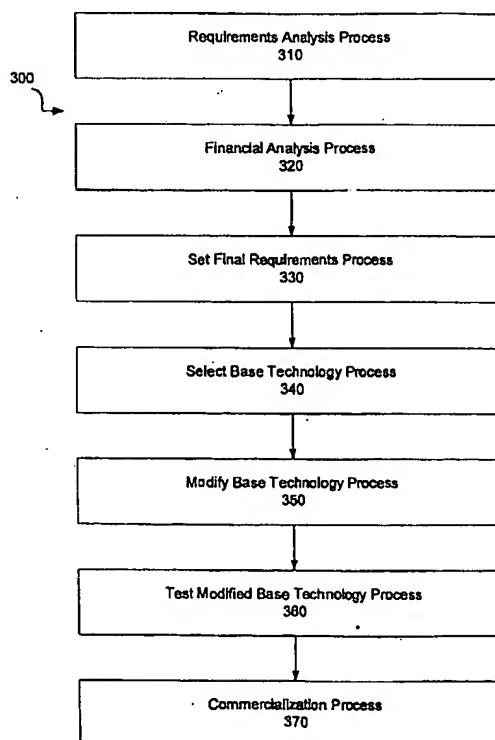 Requirements Analysis Process
310
300
Financial Analysis Process
320
Set Final Requirements Process
330
Select Base Technology Process
340
Modify Base Technology Process
350
Test Modified Base Technology Process
360
Commercialization Process
370